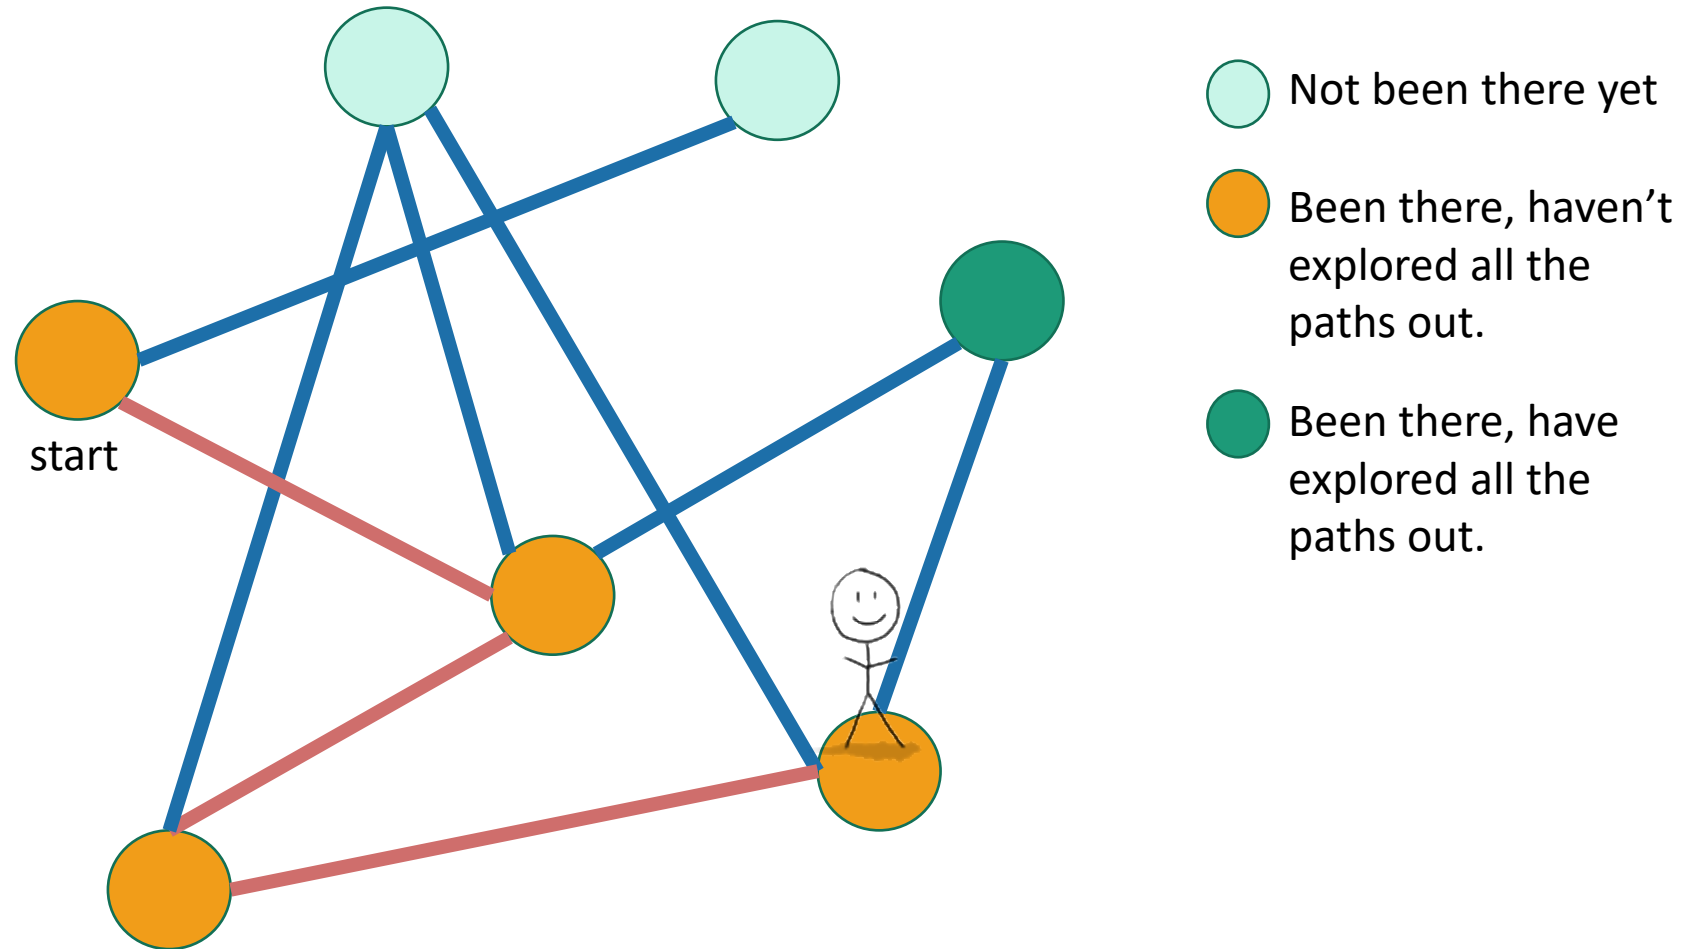 Not been there yet
Been there, haven’t
explored all the
paths out.
start
Been there, have
explored all the
paths out.